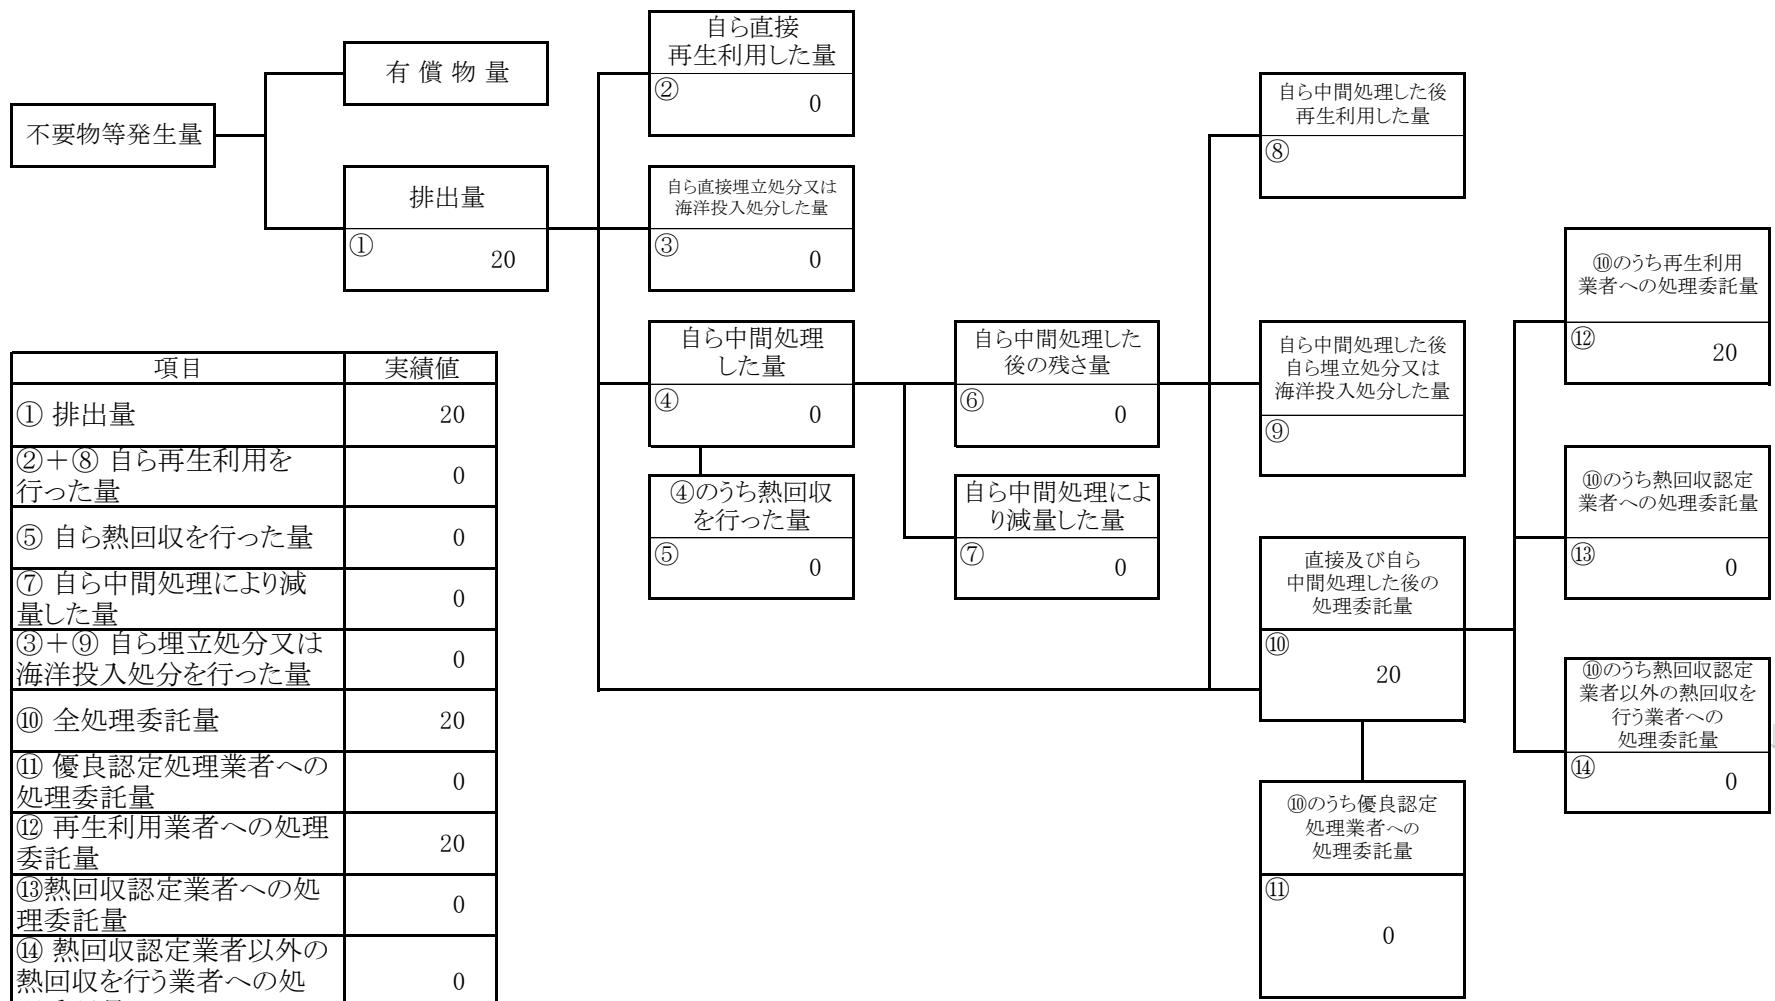 不要物等発生量
有 償 物 量
排出量
①
20
自ら直接
再生利用した量
②
0
自ら直接埋立処分又は
海洋投入処分した量
③
0
自ら中間処理
した量
④
0
④のうち熱回収
を行った量
⑤
0
自ら中間処理した
後の残さ量
⑥
0
自ら中間処理によ
り減量した量
⑦
0
自ら中間処理した後
再生利用した量
⑧
自ら中間処理した後
自ら埋立処分又は
海洋投入処分した量
⑨
直接及び自ら
中間処理した後の
処理委託量
⑩
20
⑩のうち優良認定
処理業者への
処理委託量
⑪
0
⑩のうち再生利用
業者への処理委託量
⑫
20
⑩のうち熱回収認定
業者への処理委託量
⑬
0
⑩のうち熱回収認定
業者以外の熱回収を
行う業者への
処理委託量
⑭
0
項目 実績値
① 排出量 20
②＋⑧ 自ら再生利用を
行った量 0
⑤ 自ら熱回収を行った量 0
⑦ 自ら中間処理により減
量した量 0
③＋⑨ 自ら埋立処分又は
海洋投入処分を行った量 0
⑩ 全処理委託量 20
⑪ 優良認定処理業者への
処理委託量 0
⑫ 再生利用業者への処理
委託量 20
⑬熱回収認定業者への処
理委託量 0
⑭ 熱回収認定業者以外の
熱回収を行う業者への処 0